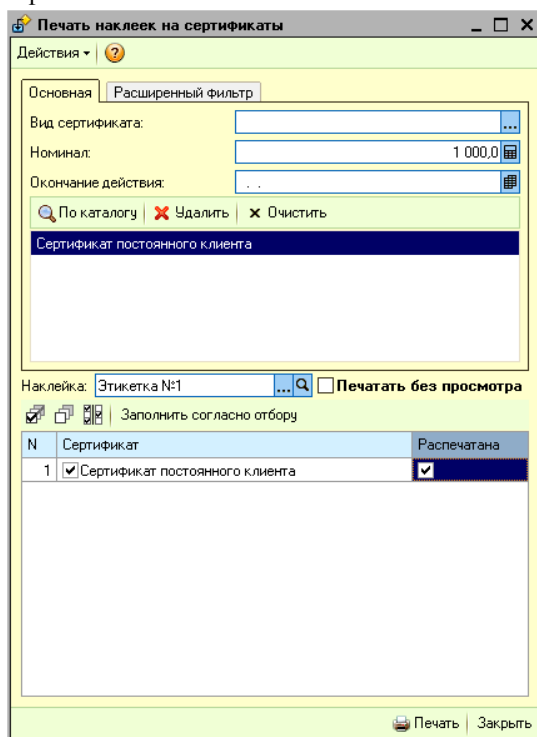 Печать наклеек на сертификаты
Действия
Основная Расширенный фильтр
Вид сертификата: ...
Номинал: 1 000,0
Окончание действия: . .
По каталогу Удалить Очистить
Сертификат постоянного клиента
Наклейка: Этикетка №1 ... Печатать без просмотра
Заполнить согласно отбору
N Сертификат Распечатана
1 Сертификат постоянного клиента
Печать Закрыть